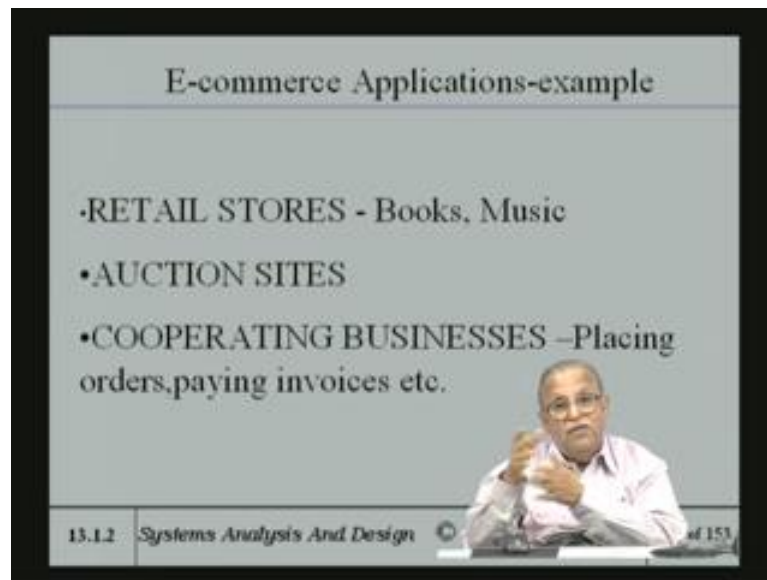 E-commerce Applications-example
•RETAIL STORES - Books, Music
•AUCTION SITES
•COOPERATING BUSINESSES –Placing
orders,paying invoices etc.
13.1.2 Systems Analysis And Design © of 153